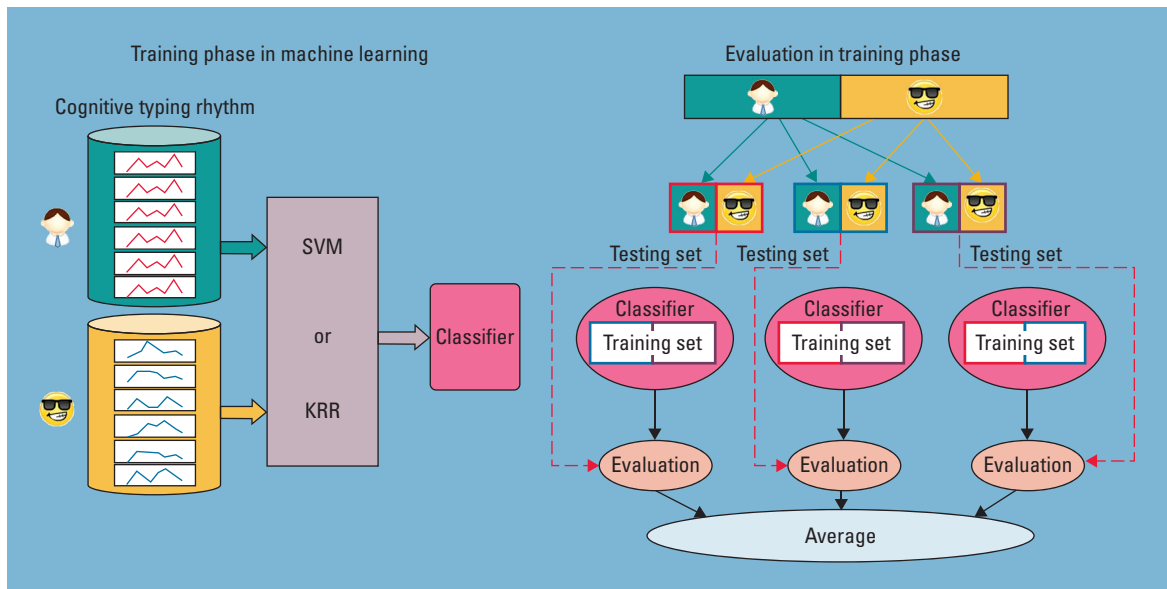 Training phase in machine learning
Cognitive typing rhythm
SVM
or
KRR
Classifier
Evaluation in training phase
Testing set
Testing set
Testing set
Classifier
Training set
Classifier
Training set
Classifier
Training set
Evaluation
Evaluation
Evaluation
Average